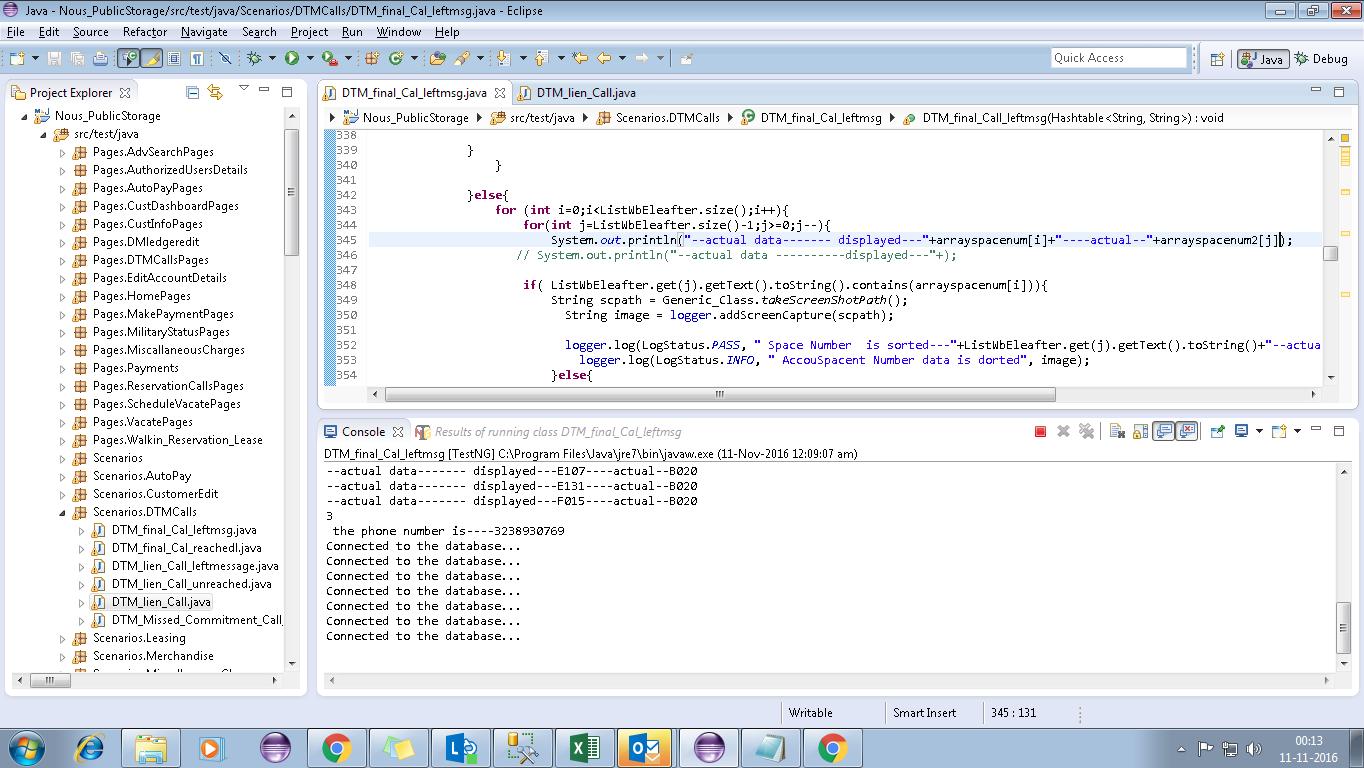 Java - Nous_PublicStorage/src/test/java/Scenarios/DTMCalls/DTM_final_Cal_leftmsg.java - Eclipse
File Edit Source Refactor Navigate Search Project Run Window Help
Quick Access
Java
Debug
Project Explorer
Nous_PublicStorage
src/test/java
Pages.AdvSearchPages
Pages.AuthorizedUsersDetails
Pages.AutoPayPages
Pages.CustDashboardPages
Pages.CustInfoPages
Pages.DMledgeredit
Pages.DTMCallsPages
Pages.EditAccountDetails
Pages.HomePages
Pages.MakePaymentPages
Pages.MilitaryStatusPages
Pages.MiscallaneousCharges
Pages.Payments
Pages.ReservationCallsPages
Pages.ScheduleVacatePages
Pages.VacatePages
Pages.Walkin_Reservation_Lease
Scenarios
Scenarios.AutoPay
Scenarios.CustomerEdit
Scenarios.DTMCalls
DTM_final_Cal_leftmsg.java
DTM_final_Cal_reachedl.java
DTM_lien_Call_leftmessage.java
DTM_lien_Call_unreached.java
DTM_lien_Call.java
DTM_Missed_Commitment_Call_
Scenarios.Leasing
Scenarios.Merchandise
DTM_final_Cal_leftmsg.java DTM_lien_Call.java
Nous_PublicStorage src/test/java Scenarios.DTMCalls DTM_final_Cal_leftmsg DTM_final_Call_leftmsg(Hashtable<String, String>) : void
338
339 }
340 }
341
342 }else{
343 for (int i=0;i<ListWbEleafter.size();i++){
344 for(int j=ListWbEleafter.size()-1;j>=0;j--){
345 System.out.println("--actual data------- displayed---"+arrayspacenum[i]+"----actual--"+arrayspacenum2[j]);
346 // System.out.println("--actual data ----------displayed---"+);
347
348 if( ListWbEleafter.get(j).getText().toString().contains(arrayspacenum[i])){
349 String scpath = Generic_Class.takeScreenShotPath();
350 String image = logger.addScreenCapture(scpath);
351
352 logger.log(LogStatus.PASS, " Space Number  is sorted---"+ListWbEleafter.get(j).getText().toString()+"--actua
353 logger.log(LogStatus.INFO, " AccouSpacent Number data is dorted", image);
354 }else{
Console Results of running class DTM_final_Cal_leftmsg
DTM_final_Cal_leftmsg [TestNG] C:\Program Files\Java\jre7\bin\javaw.exe (11-Nov-2016 12:09:07 am)
--actual data------- displayed---E107----actual--B020
--actual data------- displayed---E131----actual--B020
--actual data------- displayed---F015----actual--B020
3
the phone number is----3238930769
Connected to the database...
Connected to the database...
Connected to the database...
Connected to the database...
Connected to the database...
Connected to the database...
Connected to the database...
Writable Smart Insert 345 : 131
00:13
11-11-2016